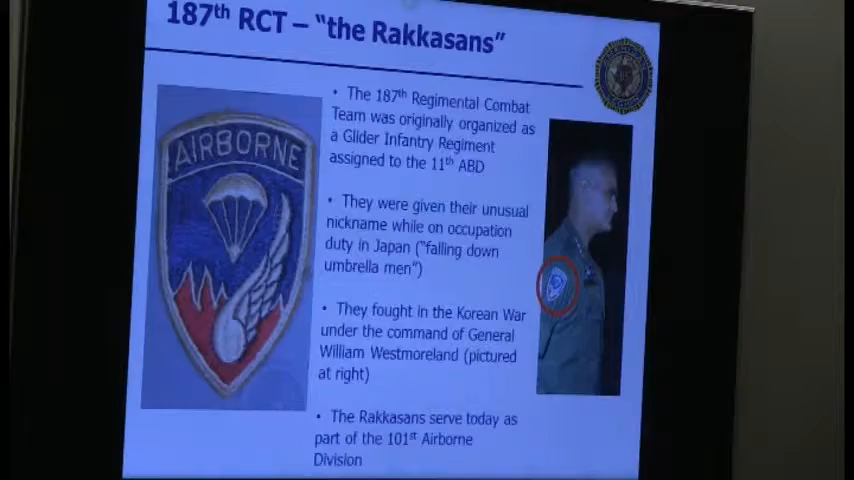 187th RCT – "the Rakkasans"
AIRBORNE
• The 187th Regimental Combat
Team was originally organized as
a Glider Infantry Regiment
assigned to the 11th ABD
• They were given their unusual
nickname while on occupation
duty in Japan ("falling down
umbrella men")
• They fought in the Korean War
under the command of General
William Westmoreland (pictured
at right)
• The Rakkasans serve today as
part of the 101st Airborne
Division